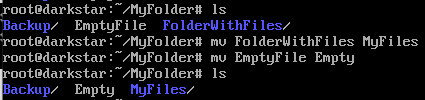 root@darkstar:~/MyFolder# ls
Backup/  EmptyFile  FolderWithFiles/
root@darkstar:~/MyFolder# mv FolderWithFiles MyFiles
root@darkstar:~/MyFolder# mv EmptyFile Empty
root@darkstar:~/MyFolder# ls
Backup/  Empty  MyFiles/